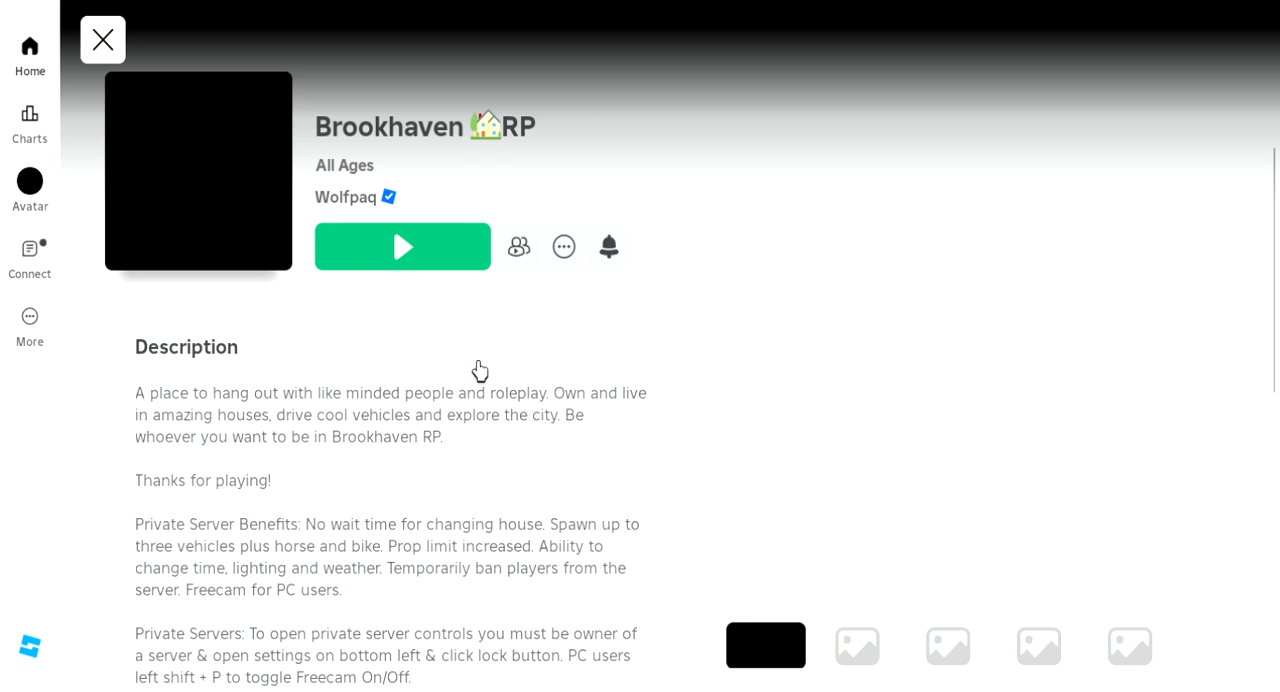 Home
Charts
Avatar
Connect
More
Brookhaven 🏡RP
All Ages
Wolfpaq
Description
A place to hang out with like minded people and roleplay. Own and live
in amazing houses, drive cool vehicles and explore the city. Be
whoever you want to be in Brookhaven RP.
Thanks for playing!
Private Server Benefits: No wait time for changing house. Spawn up to
three vehicles plus horse and bike. Prop limit increased. Ability to
change time, lighting and weather. Temporarily ban players from the
server. Freecam for PC users.
Private Servers: To open private server controls you must be owner of
a server & open settings on bottom left & click lock button. PC users
left shift + P to toggle Freecam On/Off.